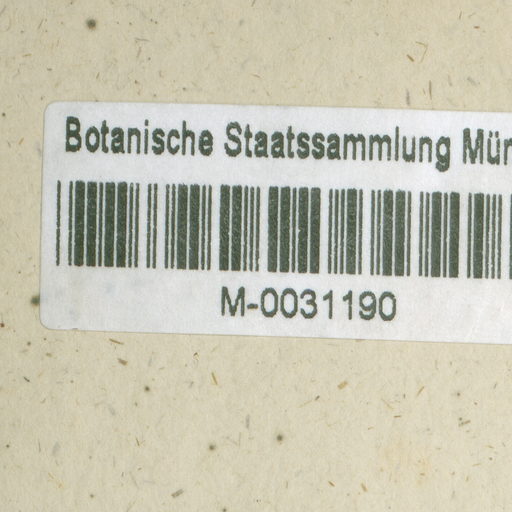 Botanische Staatssammlung Mün
M-0031190